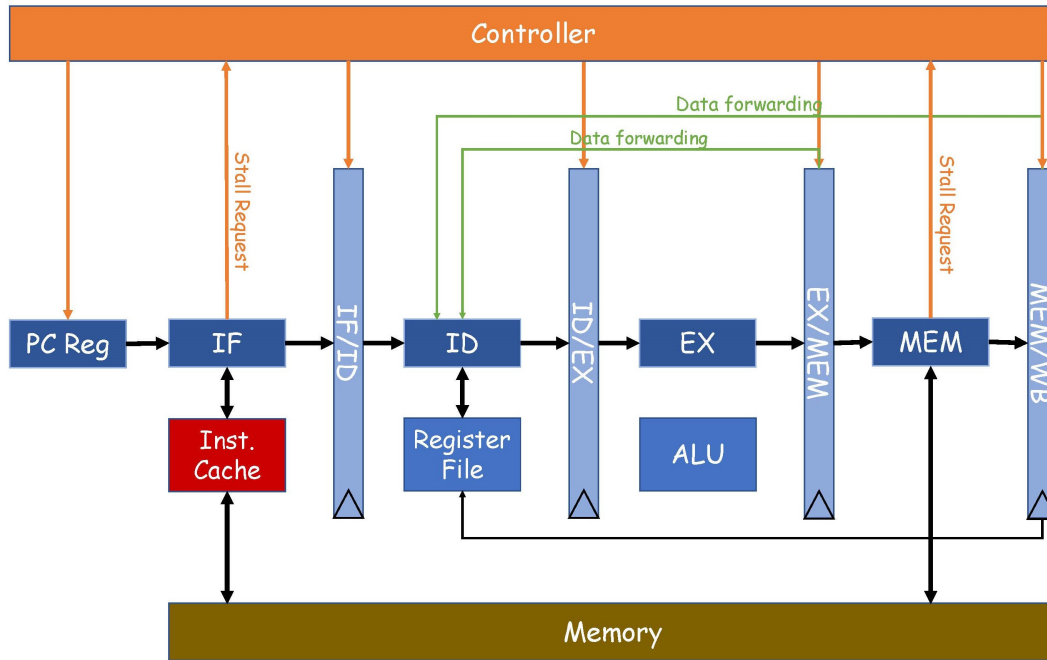 Controller
Data forwarding
Data forwarding
Stall Request
Stall Request
IF/ID
ID/EX
EX/MEM
MEM/WB
PC Reg
IF
ID
EX
MEM
Inst.
Cache
Register
File
ALU
Memory